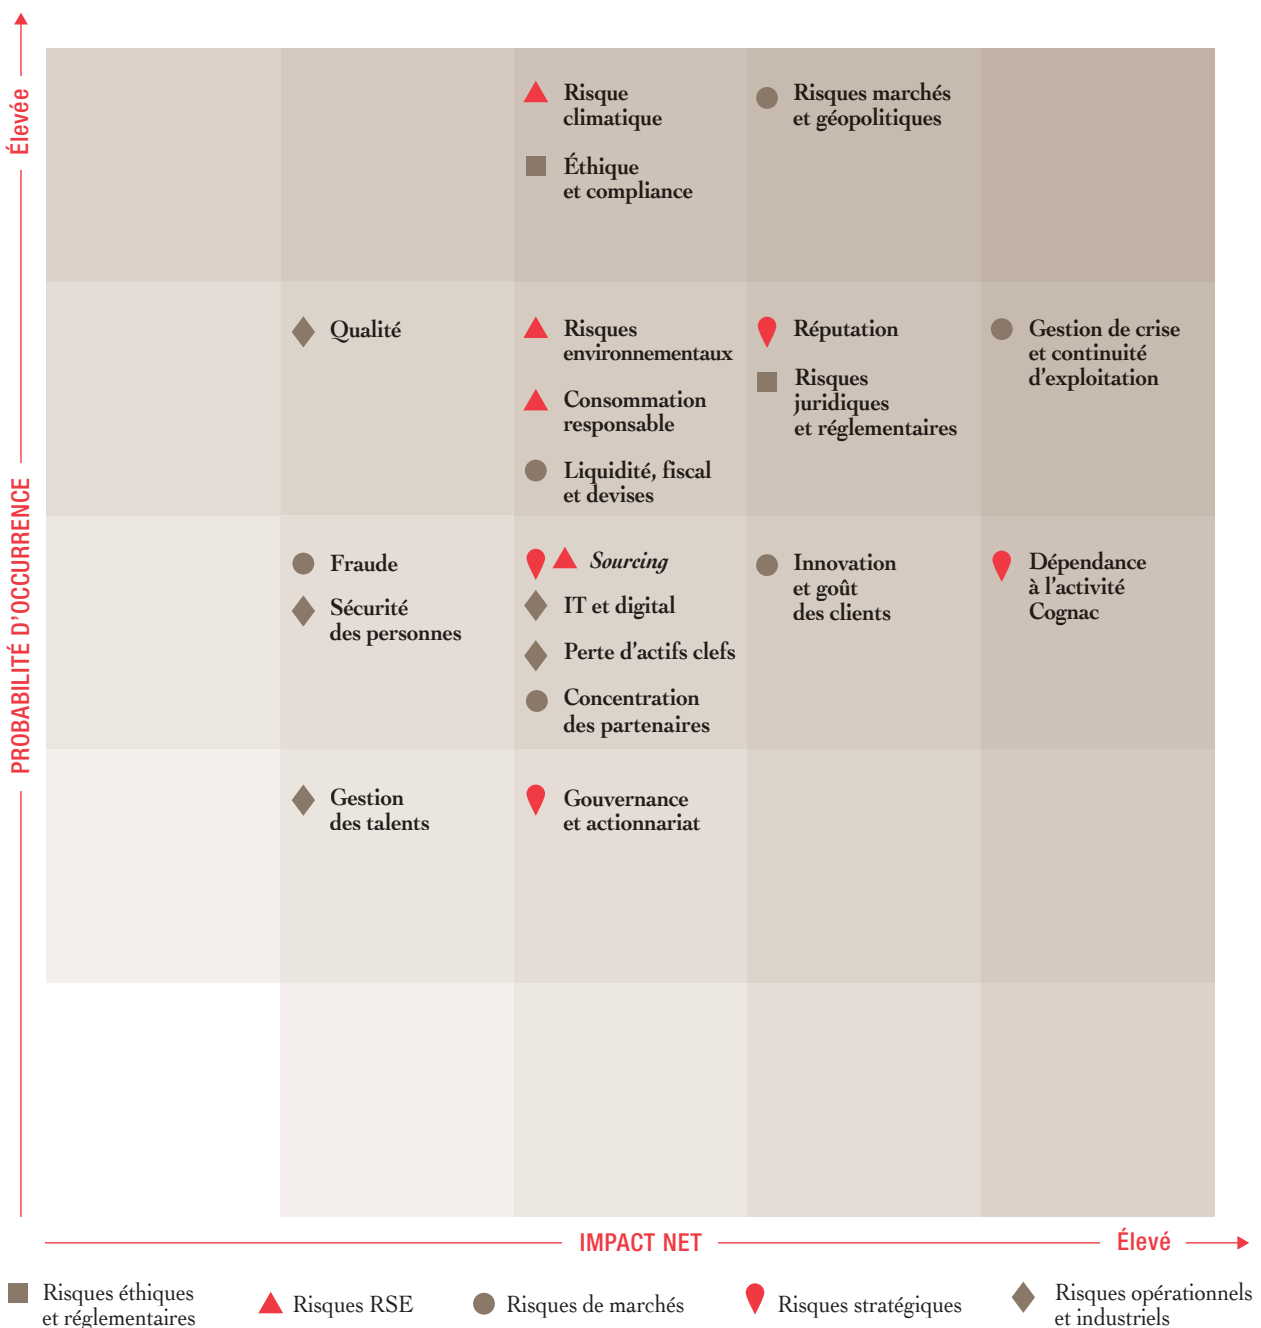 Élevée
PROBABILITÉ D'OCCURRENCE
Risque
climatique
Éthique
et compliance
Risques marchés
et géopolitiques
Qualité
Risques
environnementaux
Consommation
responsable
Liquidité, fiscal
et devises
Réputation
Risques
juridiques
et réglementaires
Gestion de crise
et continuité
d'exploitation
Fraude
Sécurité
des personnes
Sourcing
IT et digital
Perte d'actifs clefs
Concentration
des partenaires
Innovation
et goût
des clients
Dépendance
à l'activité
Cognac
Gestion
des talents
Gouvernance
et actionnariat
IMPACT NET
Élevé
Risques éthiques
et réglementaires
Risques RSE
Risques de marchés
Risques stratégiques
Risques opérationnels
et industriels